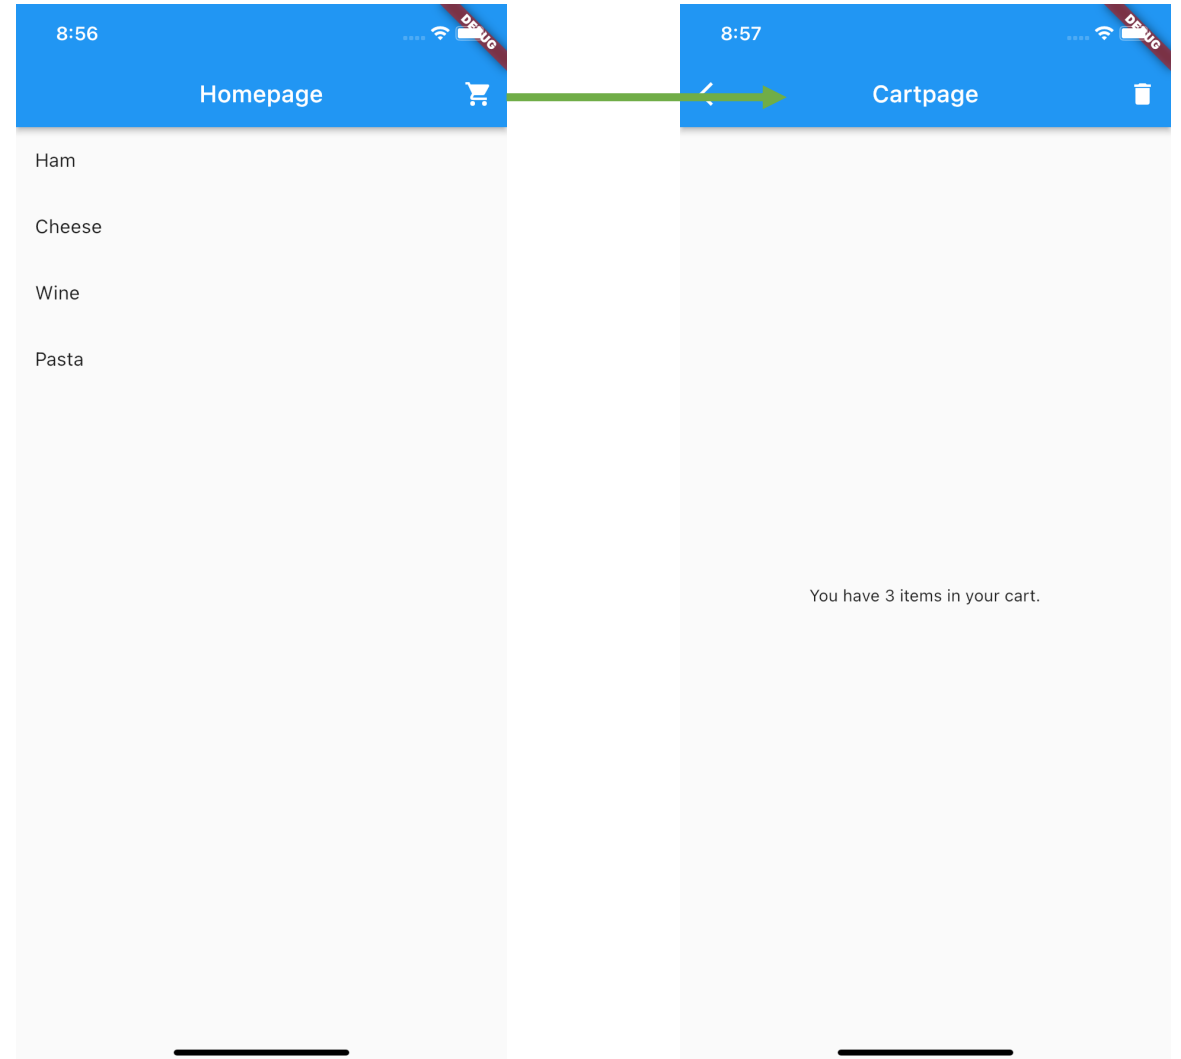 8:56
DEBUG
Homepage
Ham
Cheese
Wine
Pasta
8:57
DEBUG
Cartpage
You have 3 items in your cart.